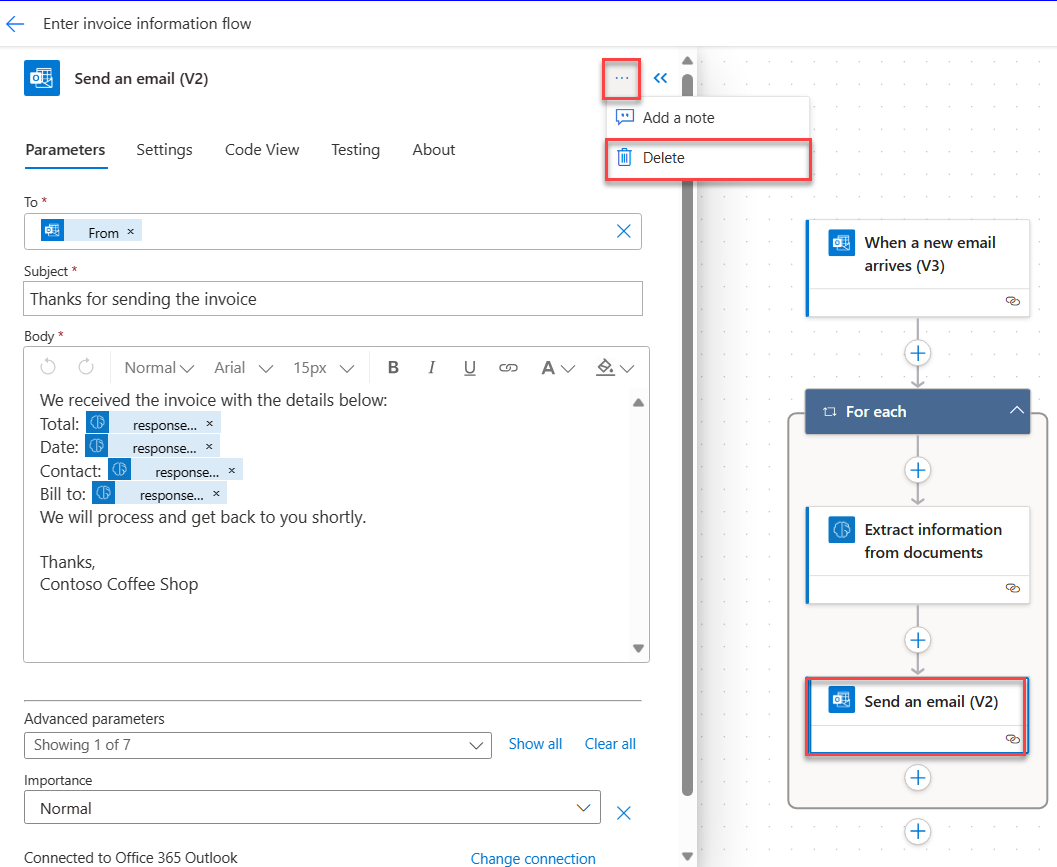 Enter invoice information flow
Send an email (V2)
Add a note
Delete
Parameters Settings Code View Testing About
To *
From ×
Subject *
Thanks for sending the invoice
Body *
Normal Arial 15px B I U A
We received the invoice with the details below:
Total: response... ×
Date: response... ×
Contact: response... ×
Bill to: response... ×
We will process and get back to you shortly.
Thanks,
Contoso Coffee Shop
Advanced parameters
Showing 1 of 7 Show all Clear all
Importance
Normal
Connected to Office 365 Outlook Change connection
When a new email
arrives (V3)
For each
Extract information
from documents
Send an email (V2)